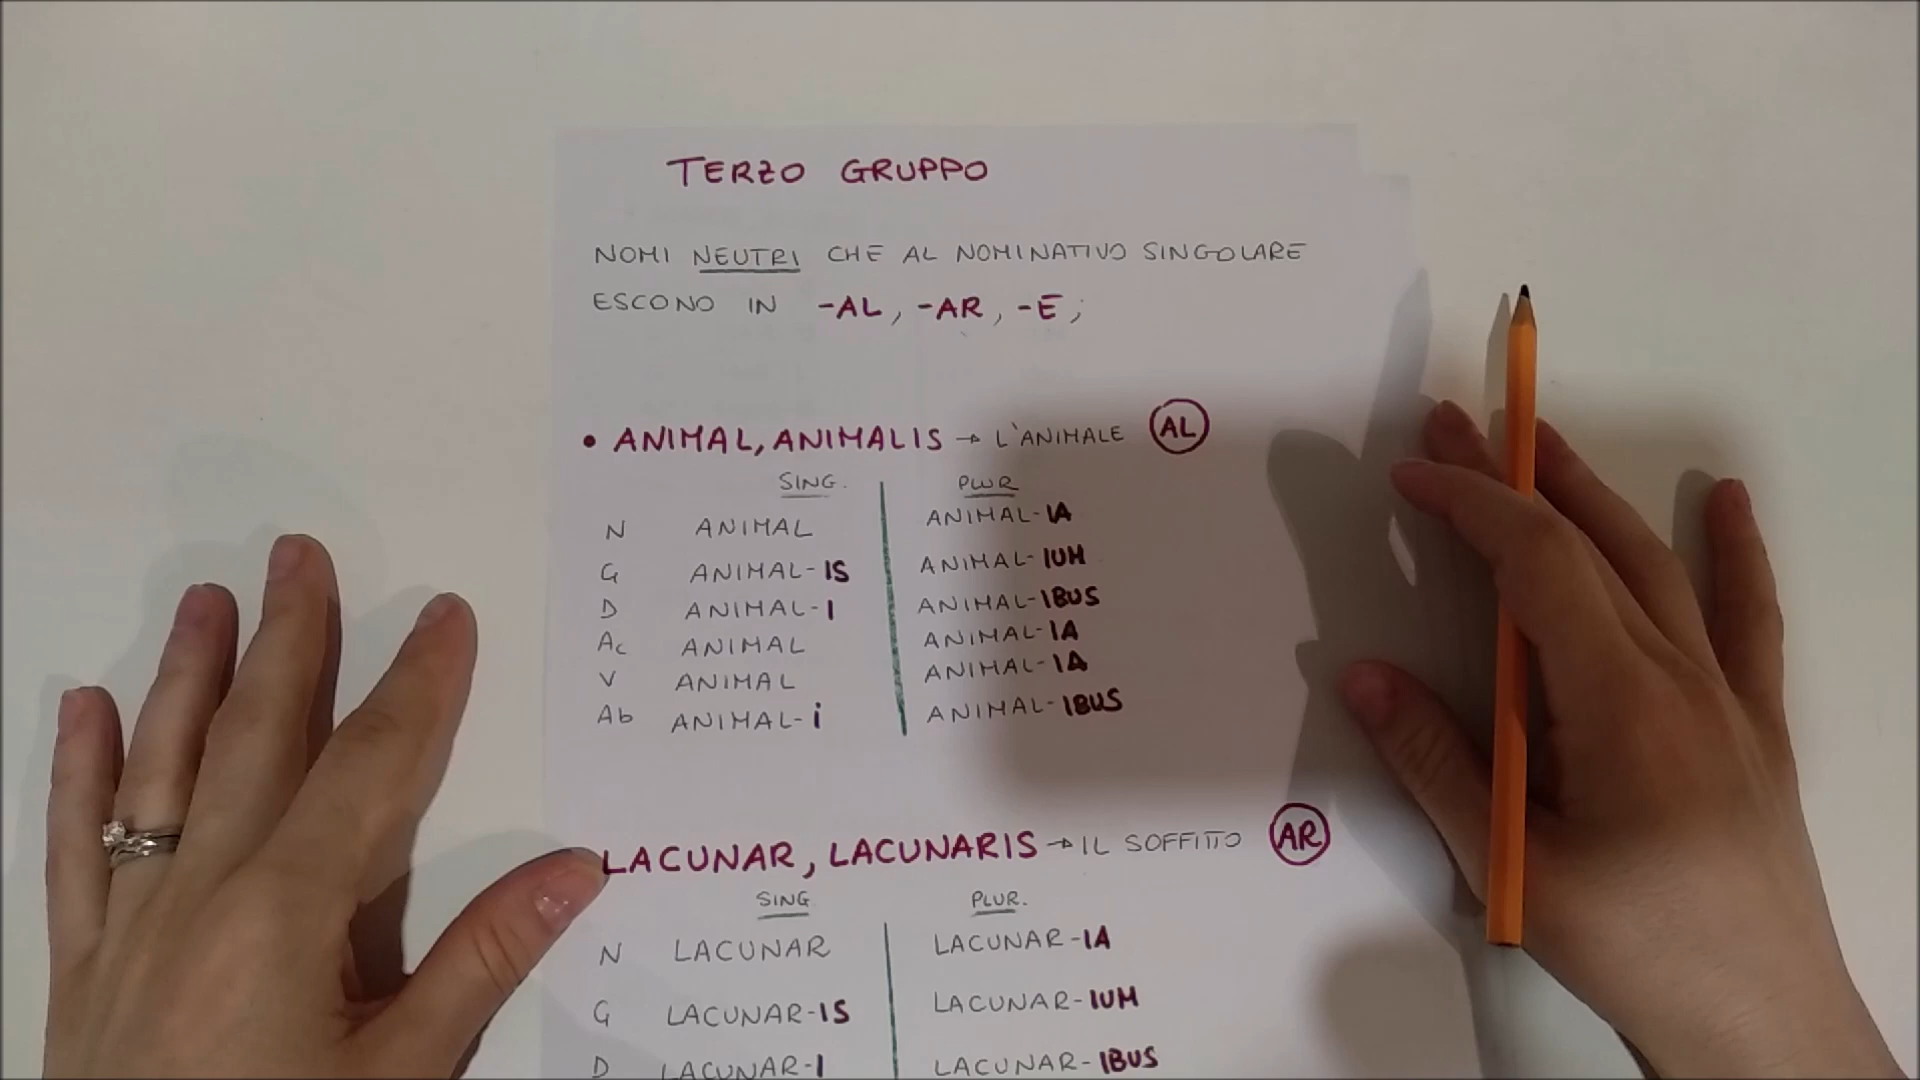 TERZO GRUPPO
NOMI NEUTRI CHE AL NOMINATIVO SINGOLARE
ESCONO IN -AL, -AR, -E;
• ANIMAL, ANIMALIS → L'ANIMALE AL
SING. PLUR
N ANIMAL ANIMAL-IA
G ANIMAL-IS ANIMAL-IUM
D ANIMAL-I ANIMAL-IBUS
Ac ANIMAL ANIMAL-IA
V ANIMAL ANIMAL-IA
Ab ANIMAL-i ANIMAL-IBUS
LACUNAR, LACUNARIS → IL SOFFITTO AR
SING PLUR.
N LACUNAR LACUNAR-IA
G LACUNAR-IS LACUNAR-IUM
D LACUNAR-I LACUNAR-IBUS